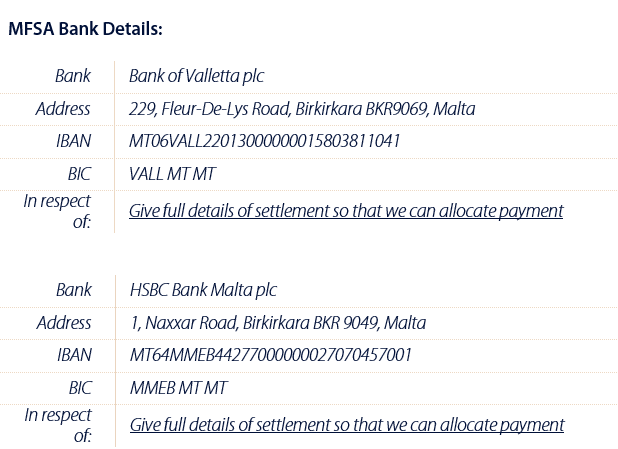 MFSA Bank Details:
Bank Bank of Valletta plc
Address 229, Fleur-De-Lys Road, Birkirkara BKR9069, Malta
IBAN MT06VALL22013000000015803811041
BIC VALL MT MT
In respect of: Give full details of settlement so that we can allocate payment
Bank HSBC Bank Malta plc
Address 1, Naxxar Road, Birkirkara BKR 9049, Malta
IBAN MT64MMEB44277000000027070457001
BIC MMEB MT MT
In respect of: Give full details of settlement so that we can allocate payment